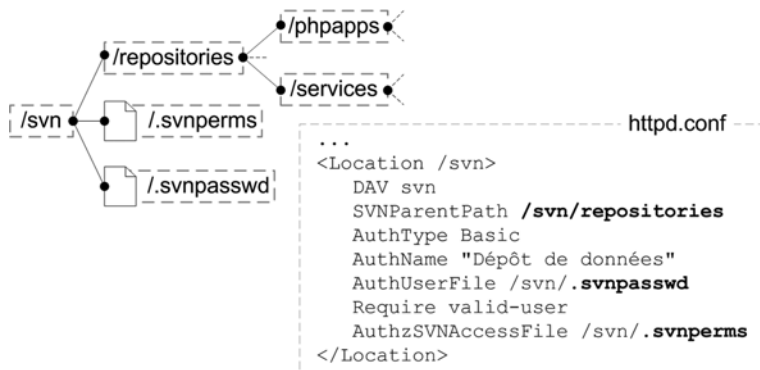 /phpapps
/repositories
/services
/svn
/.svnperms
/.svnpasswd
httpd.conf
...
<Location /svn>
DAV svn
SVNParentPath /svn/repositories
AuthType Basic
AuthName "Dépôt de données"
AuthUserFile /svn/.svnpasswd
Require valid-user
AuthzSVNAccessFile /svn/.svnperms
</Location>